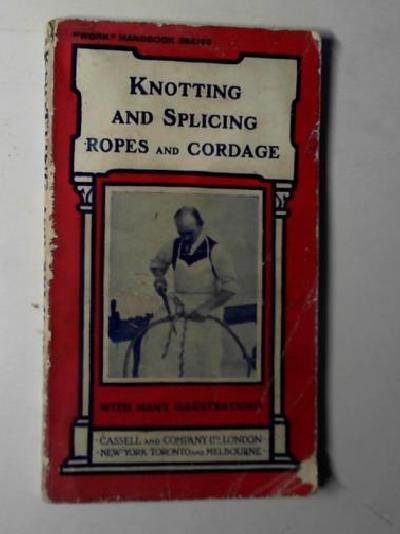 "WORK" HANDBOOK SERIES
KNOTTING
AND SPLICING
ROPES AND CORDAGE
WITH MANY ILLUSTRATIONS
CASSELL AND COMPANY LTD. LONDON
NEW YORK, TORONTO AND MELBOURNE